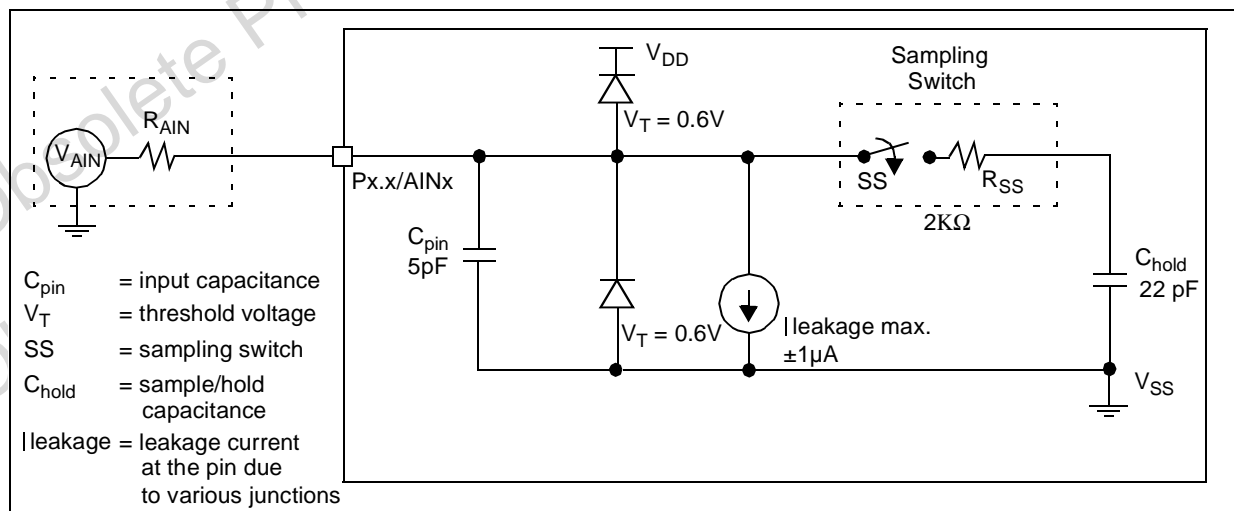 obsolete Pr
V_DD
Sampling
Switch
R_AIN
V_T = 0.6V
V_AIN
Px.x/AINx
SS
R_SS
2KΩ
C_pin
5pF
C_hold
22 pF
V_T = 0.6V
I leakage max.
±1µA
V_SS
C_pin = input capacitance
V_T = threshold voltage
SS = sampling switch
C_hold = sample/hold
capacitance
I leakage = leakage current
at the pin due
to various junctions